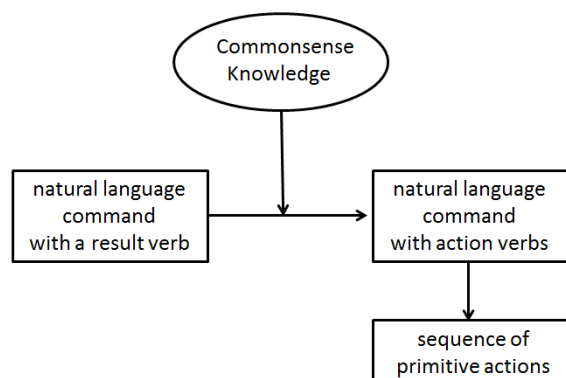 Commonsense
Knowledge
natural language
command
with a result verb
natural language
command
with action verbs
sequence of
primitive actions